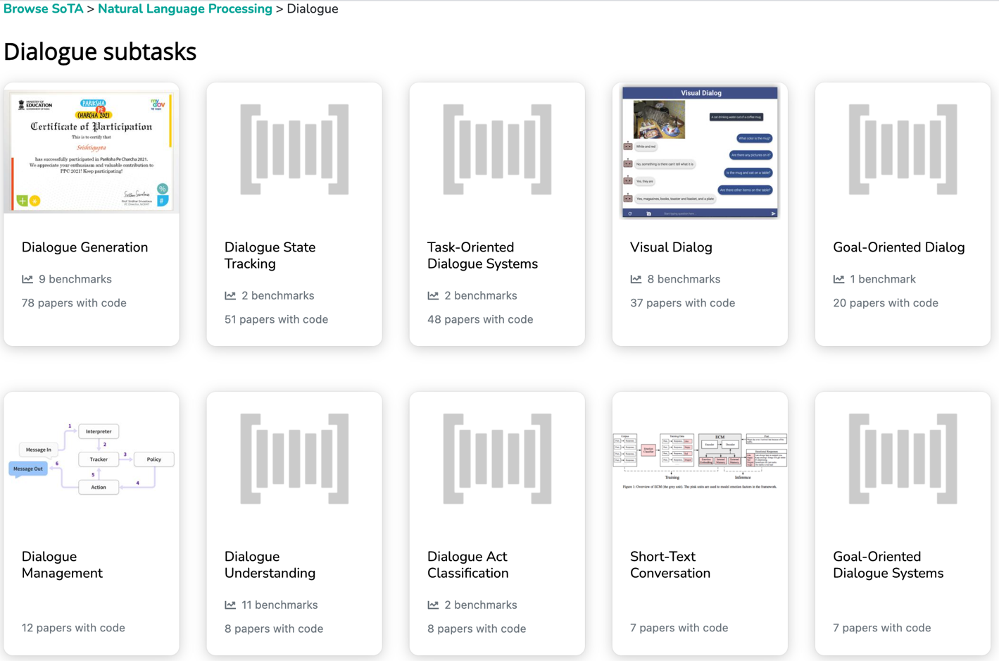 Browse SoTA > Natural Language Processing > Dialogue
Dialogue subtasks
MINISTRY OF
EDUCATION
PARIKSHA
PE
CHARCHA 2021
my
GOV
Certificate of Participation
This is to certify that
Srishtigupta
has successfully participated in Pariksha Pe Charcha 2021.
We appreciate your enthusiasm and valuable contribution to
PPC 2021! Keep participating!
%
#
Dialogue Generation
9 benchmarks
78 papers with code
Dialogue State
Tracking
2 benchmarks
51 papers with code
Task-Oriented
Dialogue Systems
2 benchmarks
48 papers with code
Visual Dialog
A cat drinking water out of a coffee mug.
What color is the mug?
White and red
Are there any pictures on it?
No, something is there can't tell what it is
Is the mug and cat on a table?
Yes, they are
Are there other items on the table?
Yes, magazines, books, toaster and basket, and a plate
Visual Dialog
8 benchmarks
37 papers with code
Goal-Oriented Dialog
1 benchmark
20 papers with code
1
Interpreter
2
Message In
Tracker
3
Policy
Message Out
6
5
4
Action
Dialogue
Management
12 papers with code
Dialogue
Understanding
11 benchmarks
8 papers with code
Dialogue Act
Classification
2 benchmarks
8 papers with code
ECM
Training
Inference
Figure 1: Overview of ECM (the grey unit). The pink units are used to model emotion factors in the framework.
Short-Text
Conversation
7 papers with code
Goal-Oriented
Dialogue Systems
7 papers with code